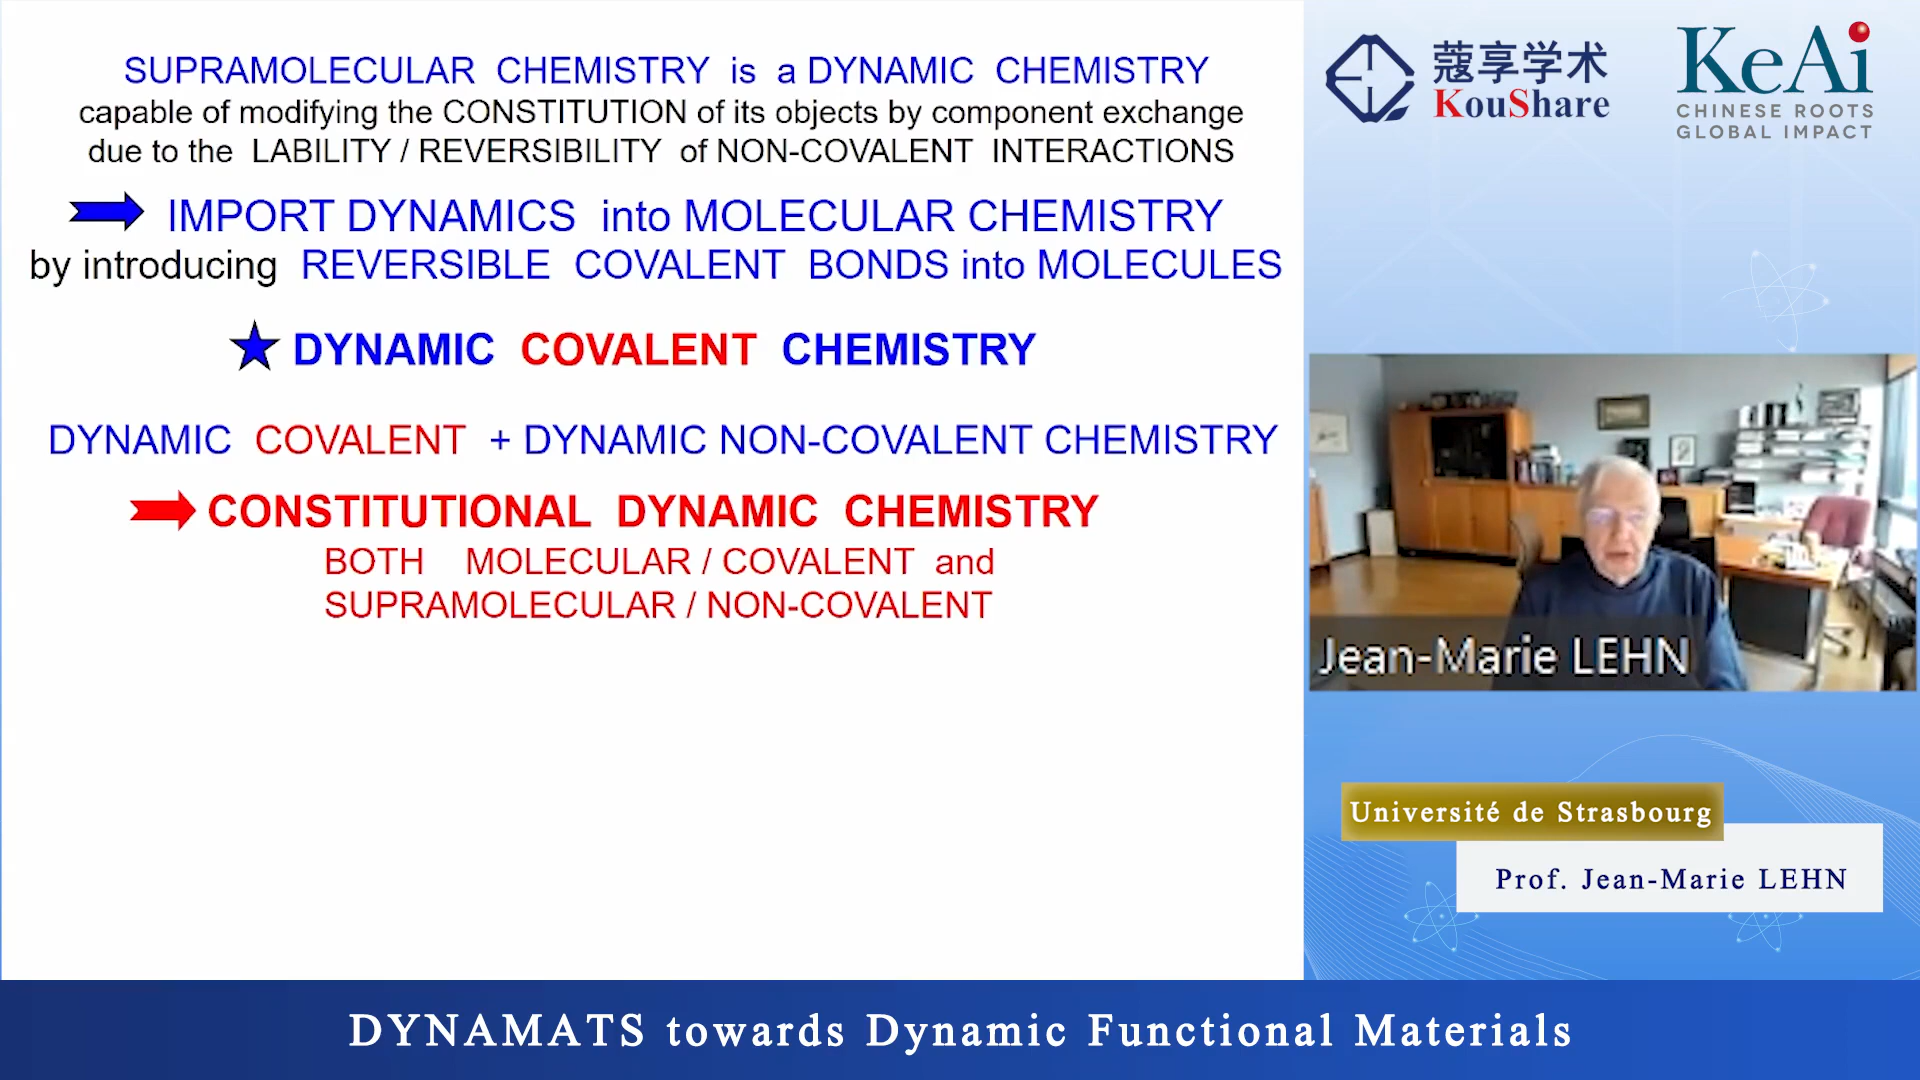 SUPRAMOLECULAR CHEMISTRY is a DYNAMIC CHEMISTRY
capable of modifying the CONSTITUTION of its objects by component exchange
due to the LABILITY / REVERSIBILITY of NON-COVALENT INTERACTIONS
IMPORT DYNAMICS into MOLECULAR CHEMISTRY
by introducing REVERSIBLE COVALENT BONDS into MOLECULES
DYNAMIC COVALENT CHEMISTRY
DYNAMIC COVALENT + DYNAMIC NON-COVALENT CHEMISTRY
CONSTITUTIONAL DYNAMIC CHEMISTRY
BOTH MOLECULAR / COVALENT and
SUPRAMOLECULAR / NON-COVALENT
蔻享学术
KouShare
KeAi
CHINESE ROOTS
GLOBAL IMPACT
Jean-Marie LEHN
Université de Strasbourg
Prof. Jean-Marie LEHN
DYNAMATS towards Dynamic Functional Materials